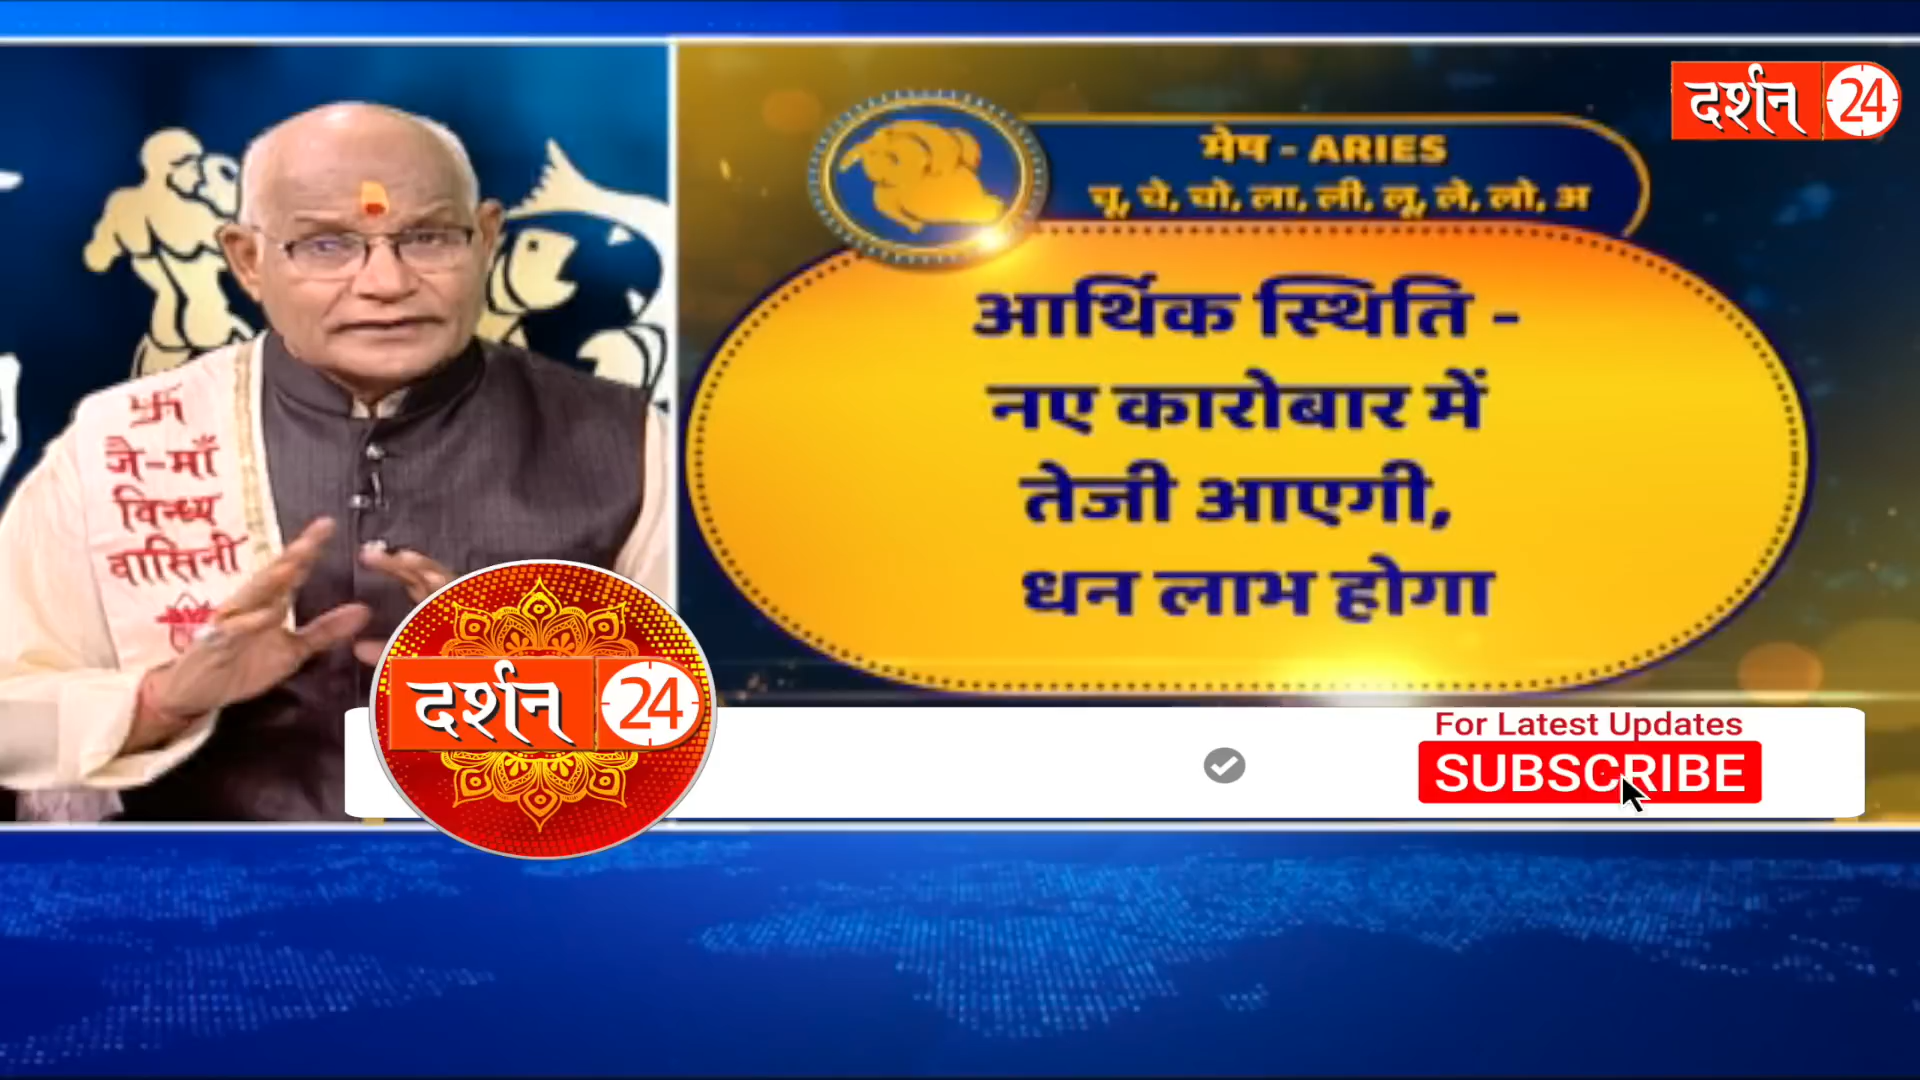 दर्शन 24
मेष - ARIES
चू, चे, चो, ला, ली, लू, ले, लो, अ
आर्थिक स्थिति -
नए कारोबार में
तेजी आएगी,
धन लाभ होगा
जै-माँ
विन्ध्य
वासिनी
दर्शन 24
For Latest Updates
SUBSCRIBE